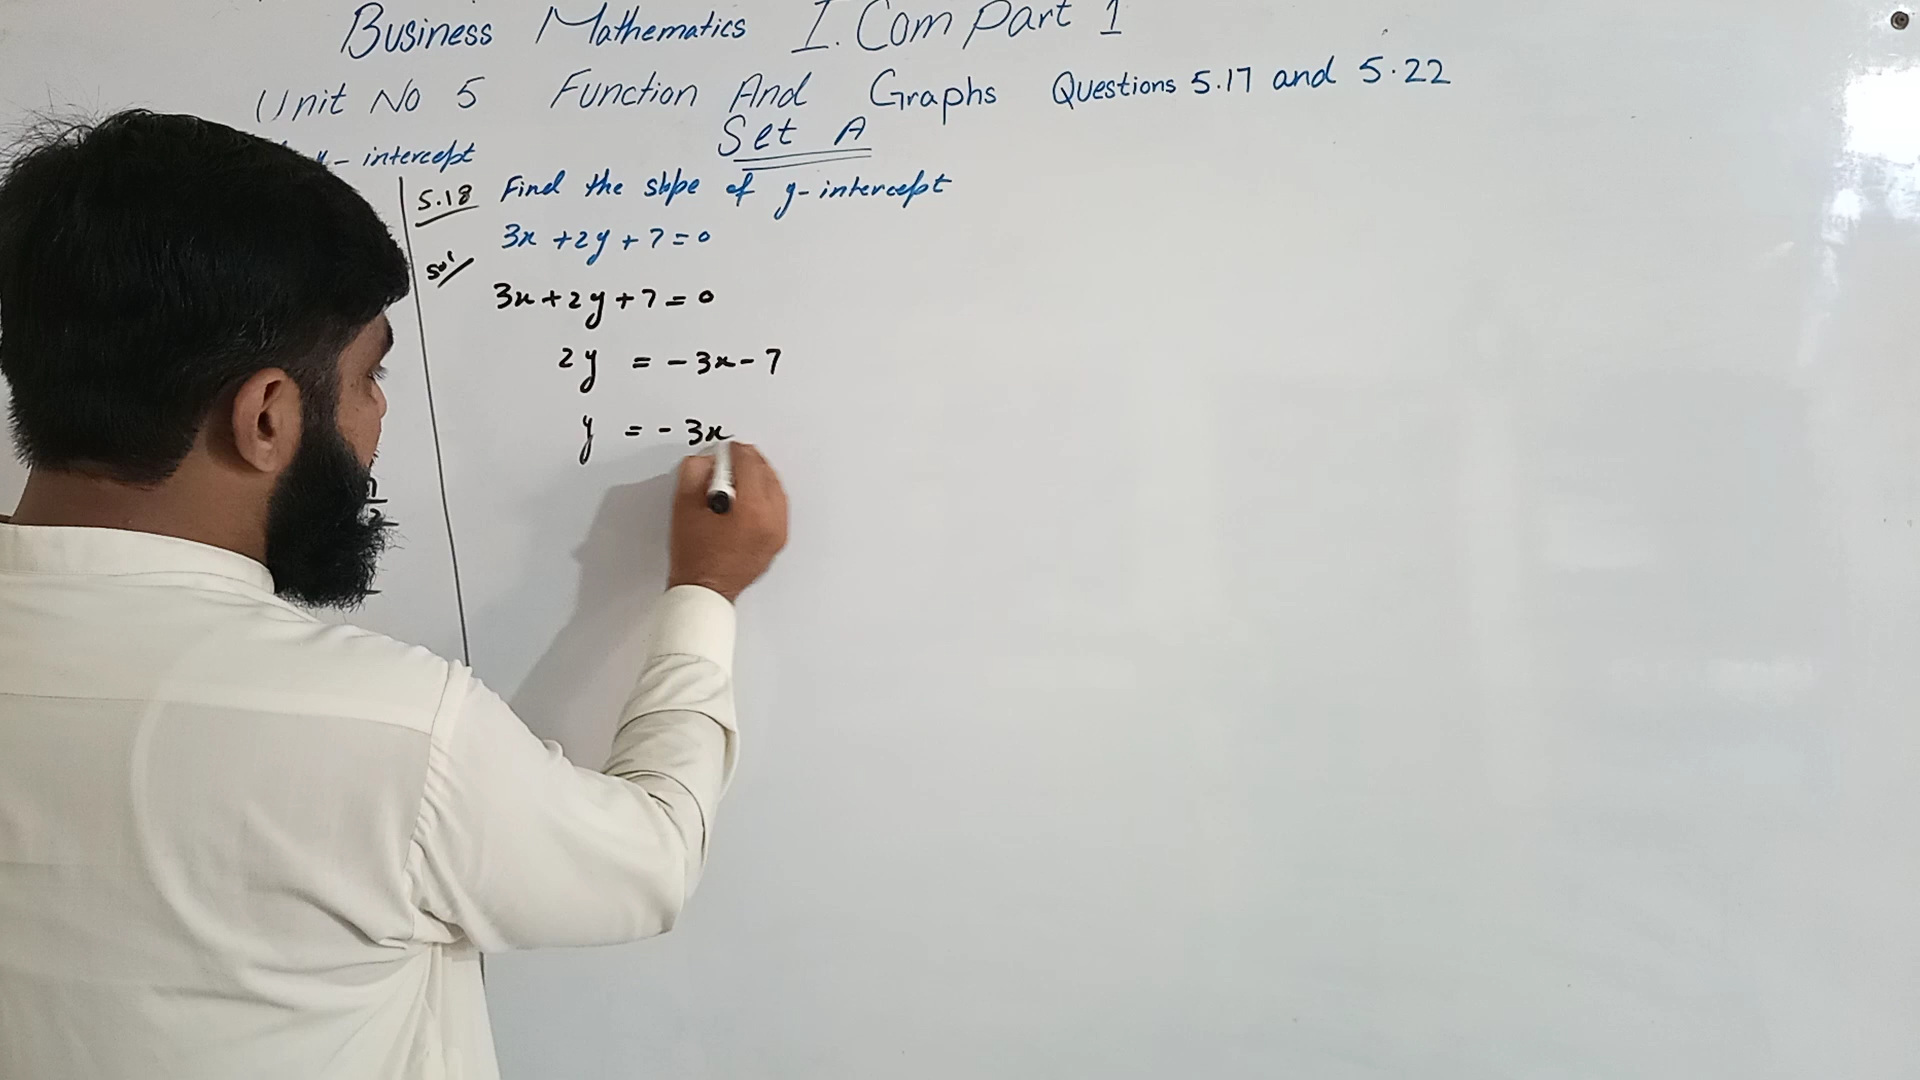 Business Mathematics I. Com Part 1
Unit No 5 Function And Graphs Questions 5.17 and 5.22
Set A
y - intercept
5.18 Find the slope of y - intercept
3x + 2y + 7 = 0
Sol
3x + 2y + 7 = 0
2y = - 3x - 7
y = - 3x